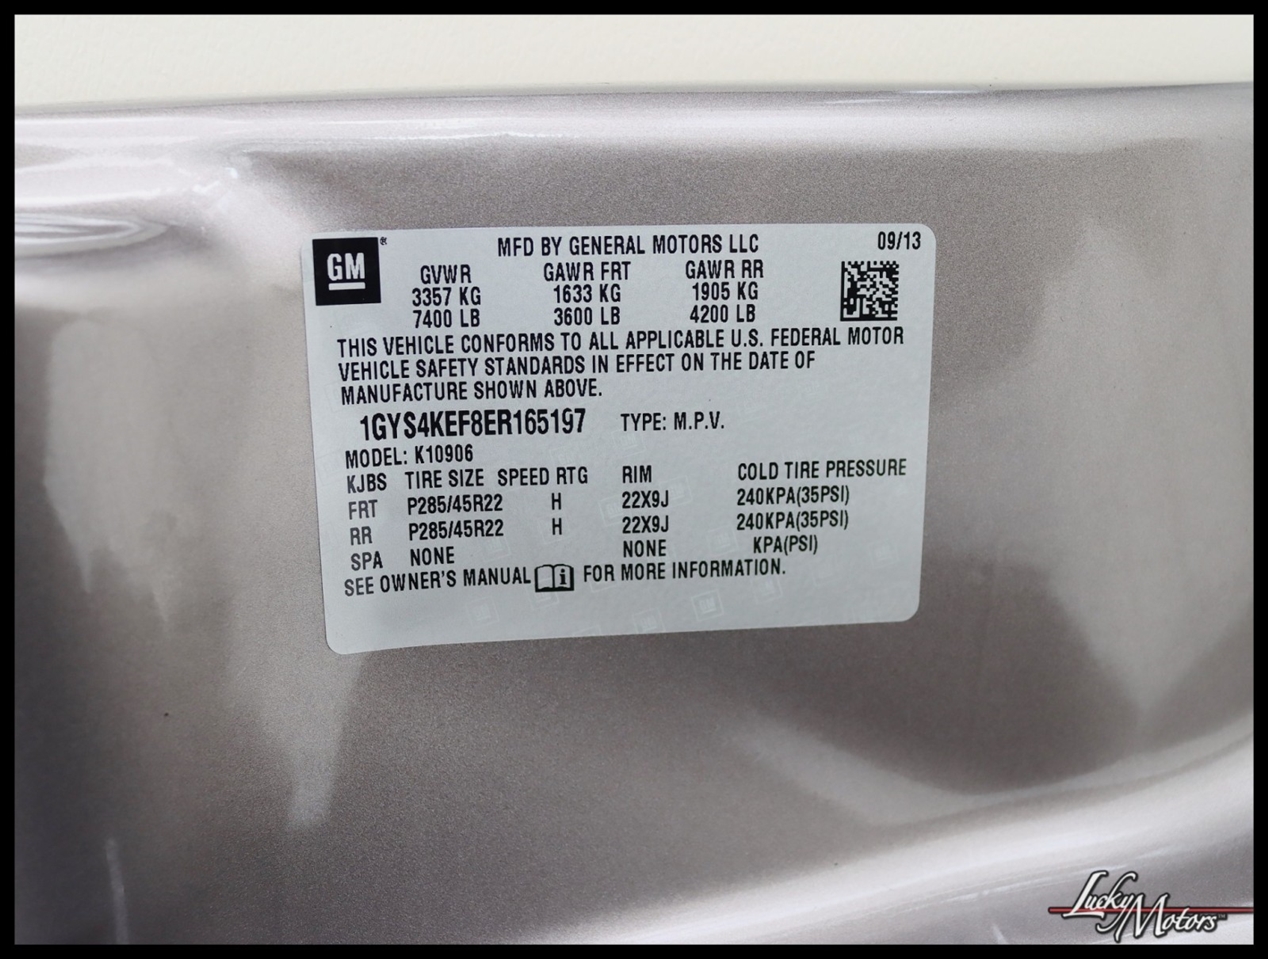 GM®
MFD BY GENERAL MOTORS LLC 09/13
GVWR GAWR FRT GAWR RR
3357 KG 1633 KG 1905 KG
7400 LB 3600 LB 4200 LB
THIS VEHICLE CONFORMS TO ALL APPLICABLE U.S. FEDERAL MOTOR
VEHICLE SAFETY STANDARDS IN EFFECT ON THE DATE OF
MANUFACTURE SHOWN ABOVE.
1GYS4KEF8ER165197 TYPE: M.P.V.
MODEL: K10906
KJBS TIRE SIZE SPEED RTG RIM COLD TIRE PRESSURE
FRT P285/45R22 H 22X9J 240KPA(35PSI)
RR P285/45R22 H 22X9J 240KPA(35PSI)
SPA NONE NONE KPA(PSI)
SEE OWNER'S MANUAL FOR MORE INFORMATION.
Lucky Motors™